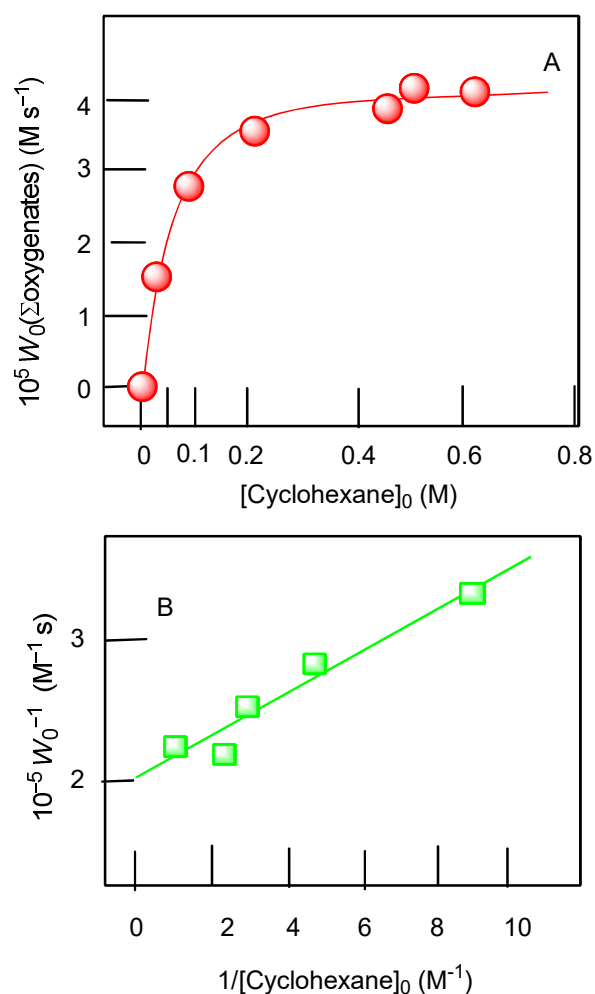 A
10⁵ W₀(Σoxygenates) (M s⁻¹)
4
3
2
1
0
0 0.1 0.2 0.4 0.6 0.8
[Cyclohexane]₀ (M)
B
10⁻⁵ W₀⁻¹ (M⁻¹ s)
3
2
0 2 4 6 8 10
1/[Cyclohexane]₀ (M⁻¹)